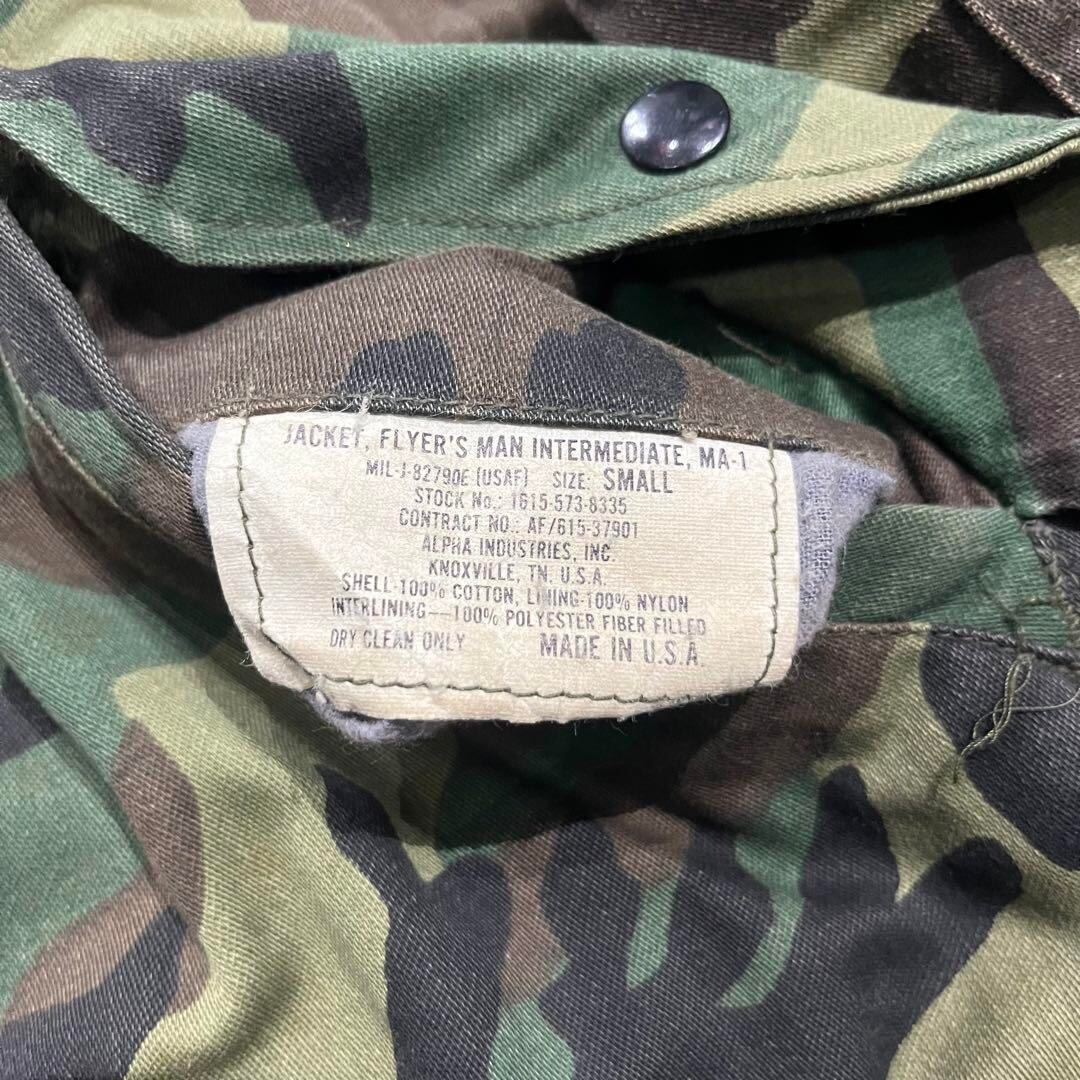 JACKET, FLYER'S MAN INTERMEDIATE, MA-1
MIL-J-82790E (USAF) SIZE: SMALL
STOCK No.: 1615-573-8335
CONTRACT NO.: AF/615-37901
ALPHA INDUSTRIES, INC.
KNOXVILLE, TN. U.S.A.
SHELL-100% COTTON, LINING-100% NYLON
INTERLINING—100% POLYESTER FIBER FILLED
DRY CLEAN ONLY MADE IN U.S.A.